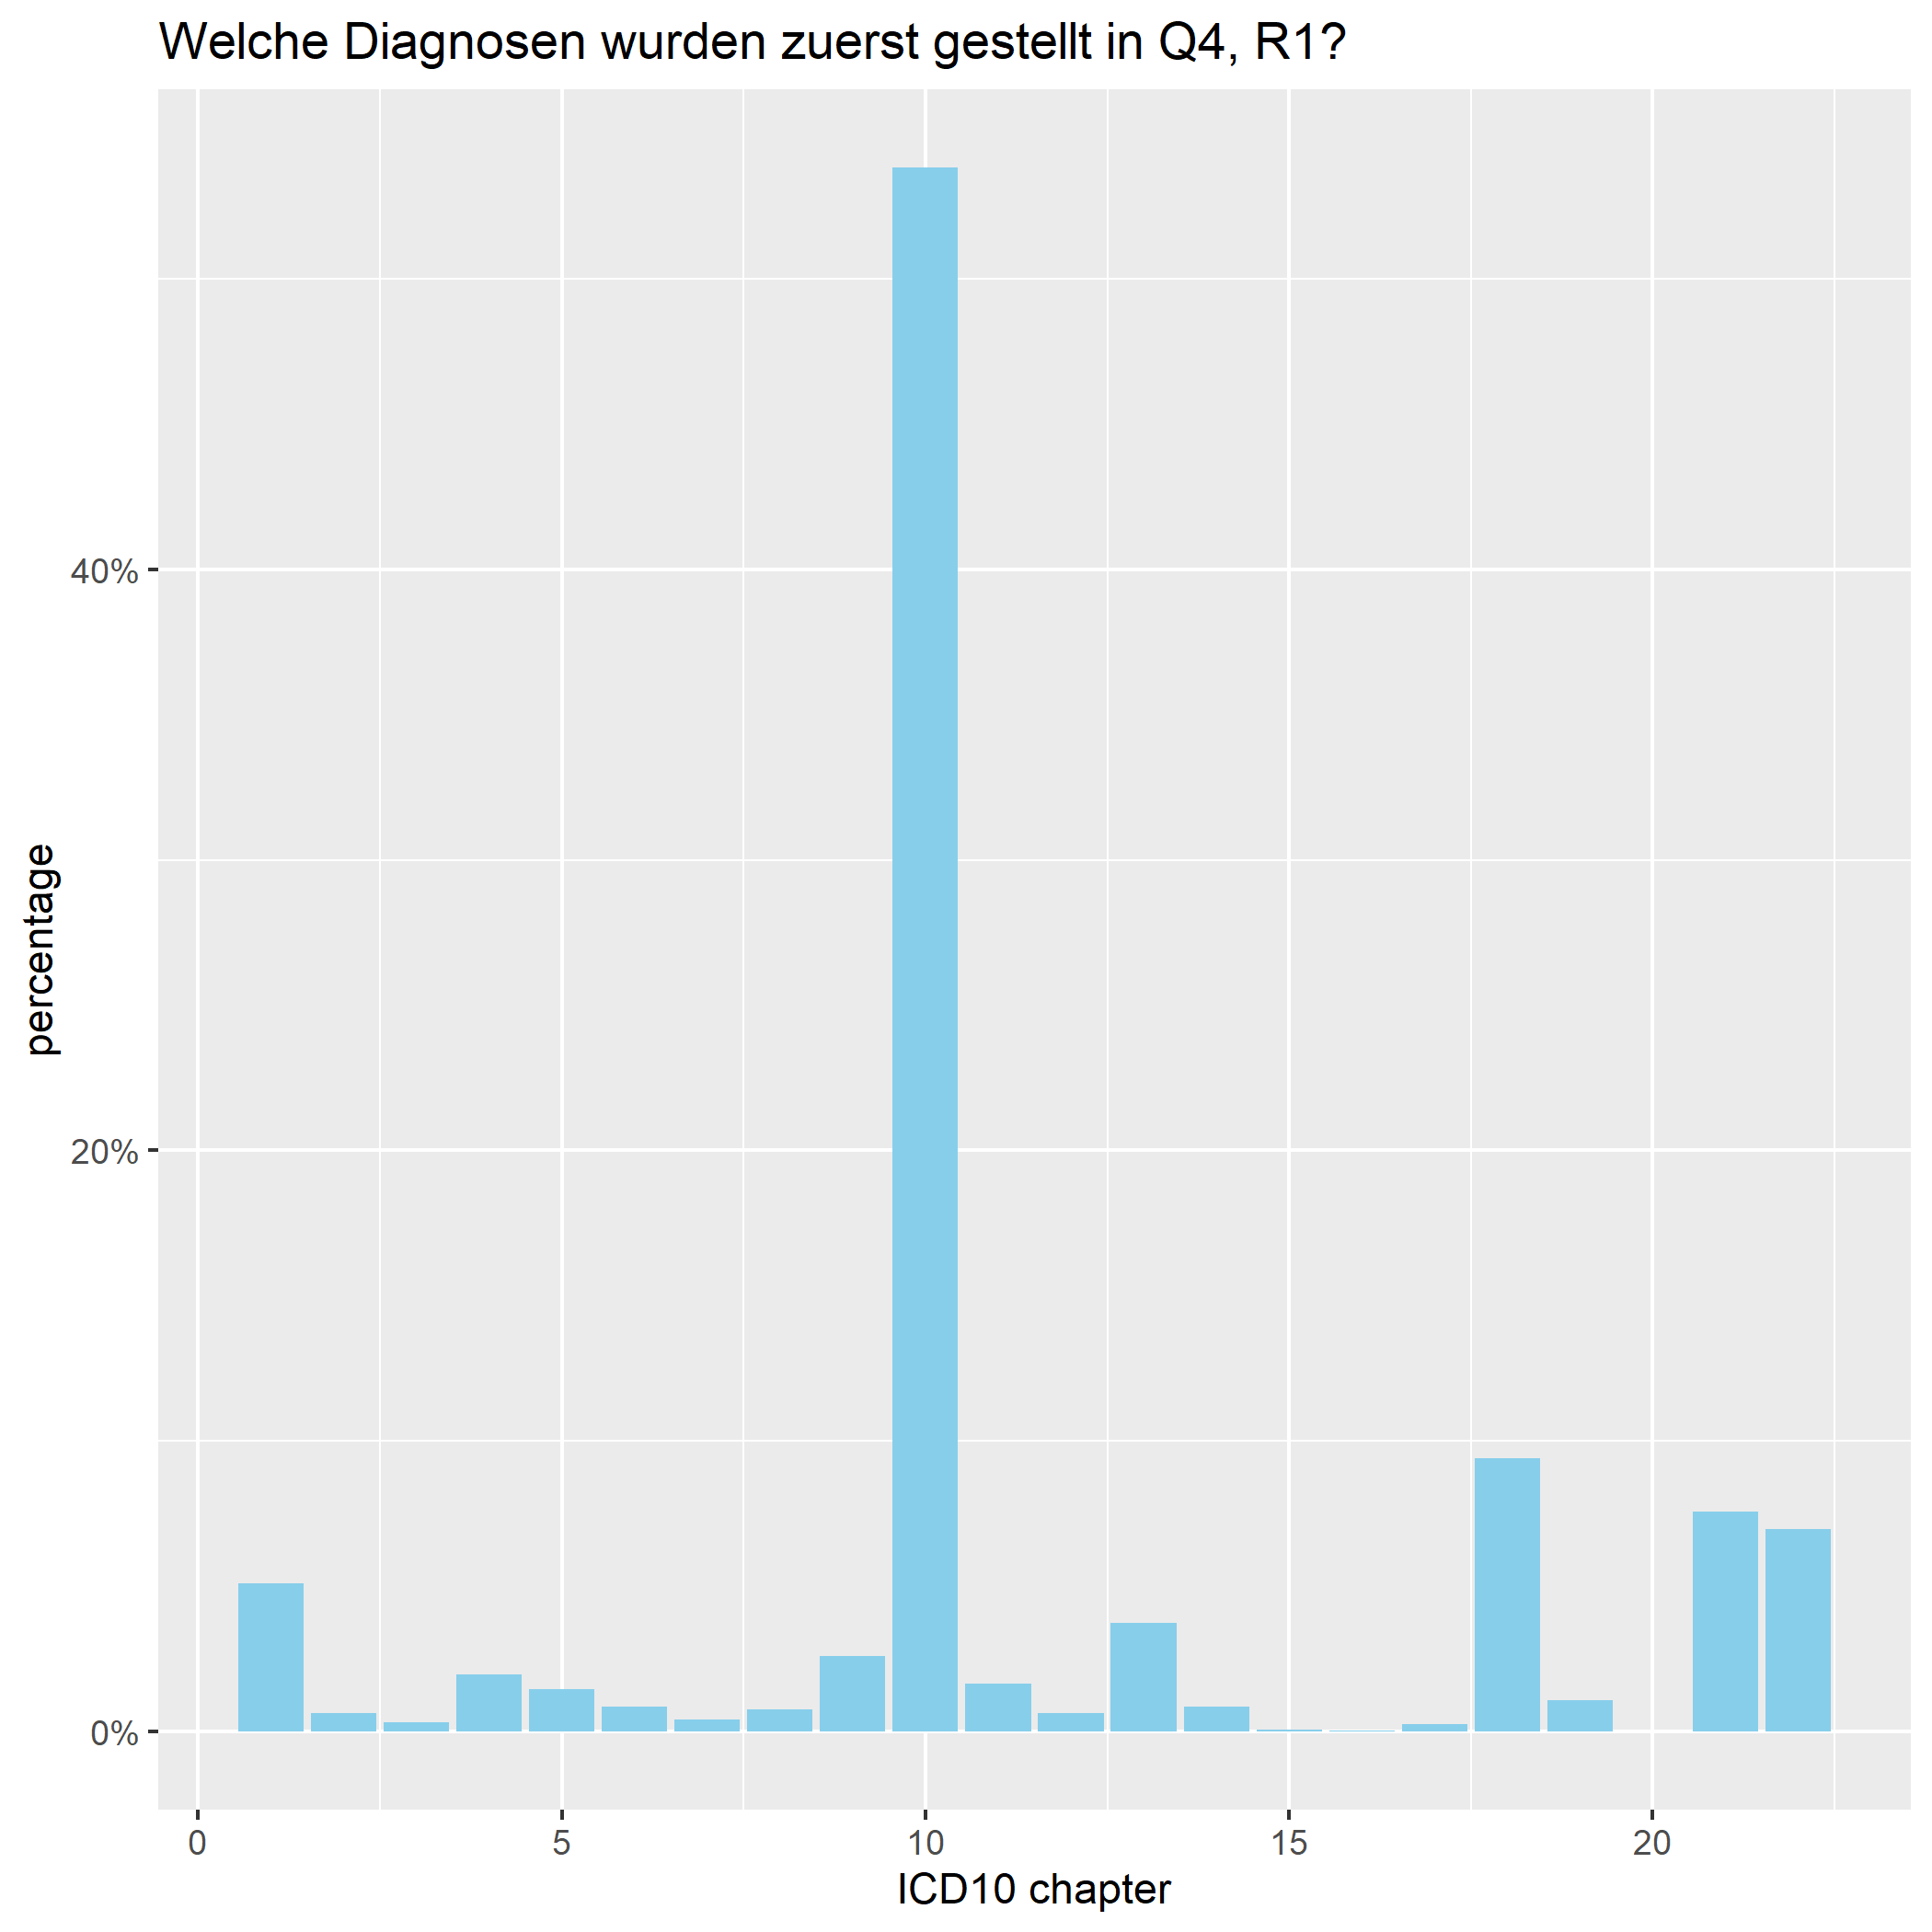 Welche Diagnosen wurden zuerst gestellt in Q4, R1?
percentage
40%
20%
0%
0 5 10 15 20
ICD10 chapter